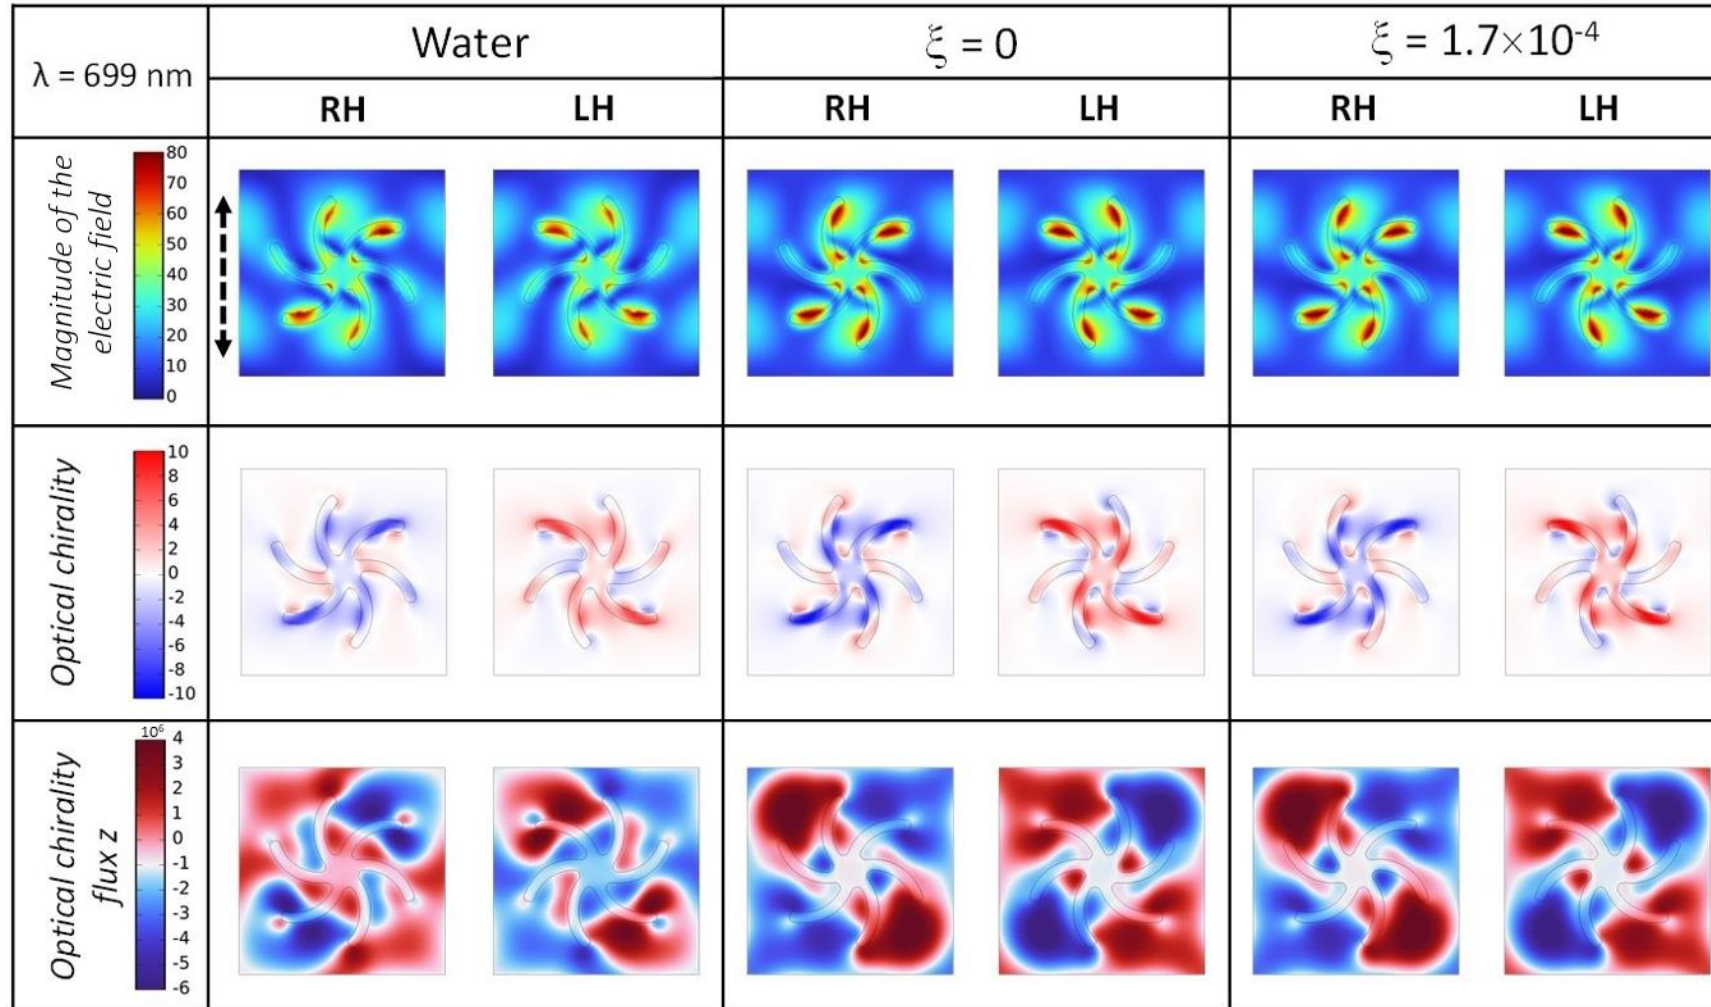 λ = 699 nm
Water
ξ = 0
ξ = 1.7×10⁻⁴
RH
LH
RH
LH
RH
LH
Magnitude of the
electric field
80
70
60
50
40
30
20
10
0
Optical chirality
10
8
6
4
2
0
-2
-4
-6
-8
-10
Optical chirality
flux z
10⁶
4
3
2
1
0
-1
-2
-3
-4
-5
-6